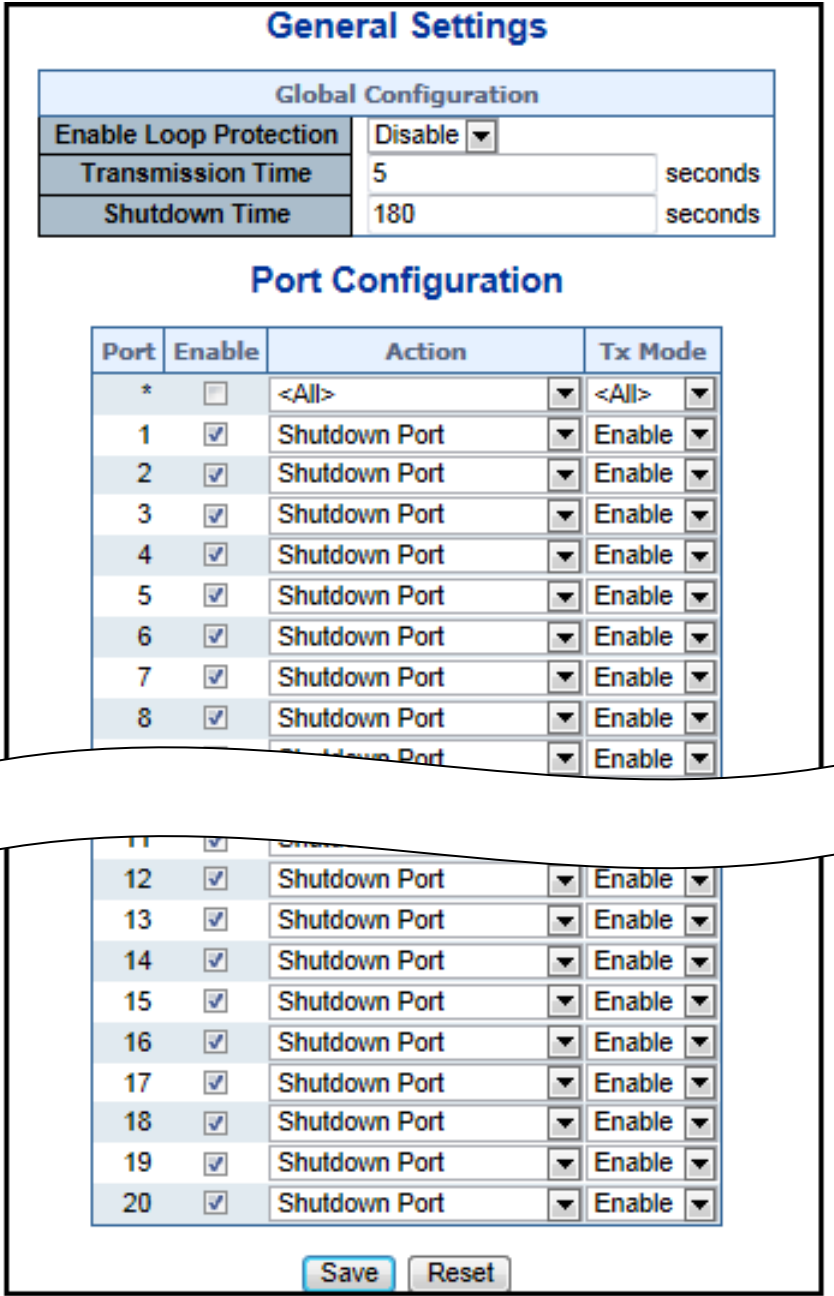 General Settings
Global Configuration
Enable Loop Protection Disable
Transmission Time 5 seconds
Shutdown Time 180 seconds
Port Configuration
Port Enable Action Tx Mode
* <All> <All>
1 Shutdown Port Enable
2 Shutdown Port Enable
3 Shutdown Port Enable
4 Shutdown Port Enable
5 Shutdown Port Enable
6 Shutdown Port Enable
7 Shutdown Port Enable
8 Shutdown Port Enable
Port Enable
11
12 Shutdown Port Enable
13 Shutdown Port Enable
14 Shutdown Port Enable
15 Shutdown Port Enable
16 Shutdown Port Enable
17 Shutdown Port Enable
18 Shutdown Port Enable
19 Shutdown Port Enable
20 Shutdown Port Enable
Save Reset